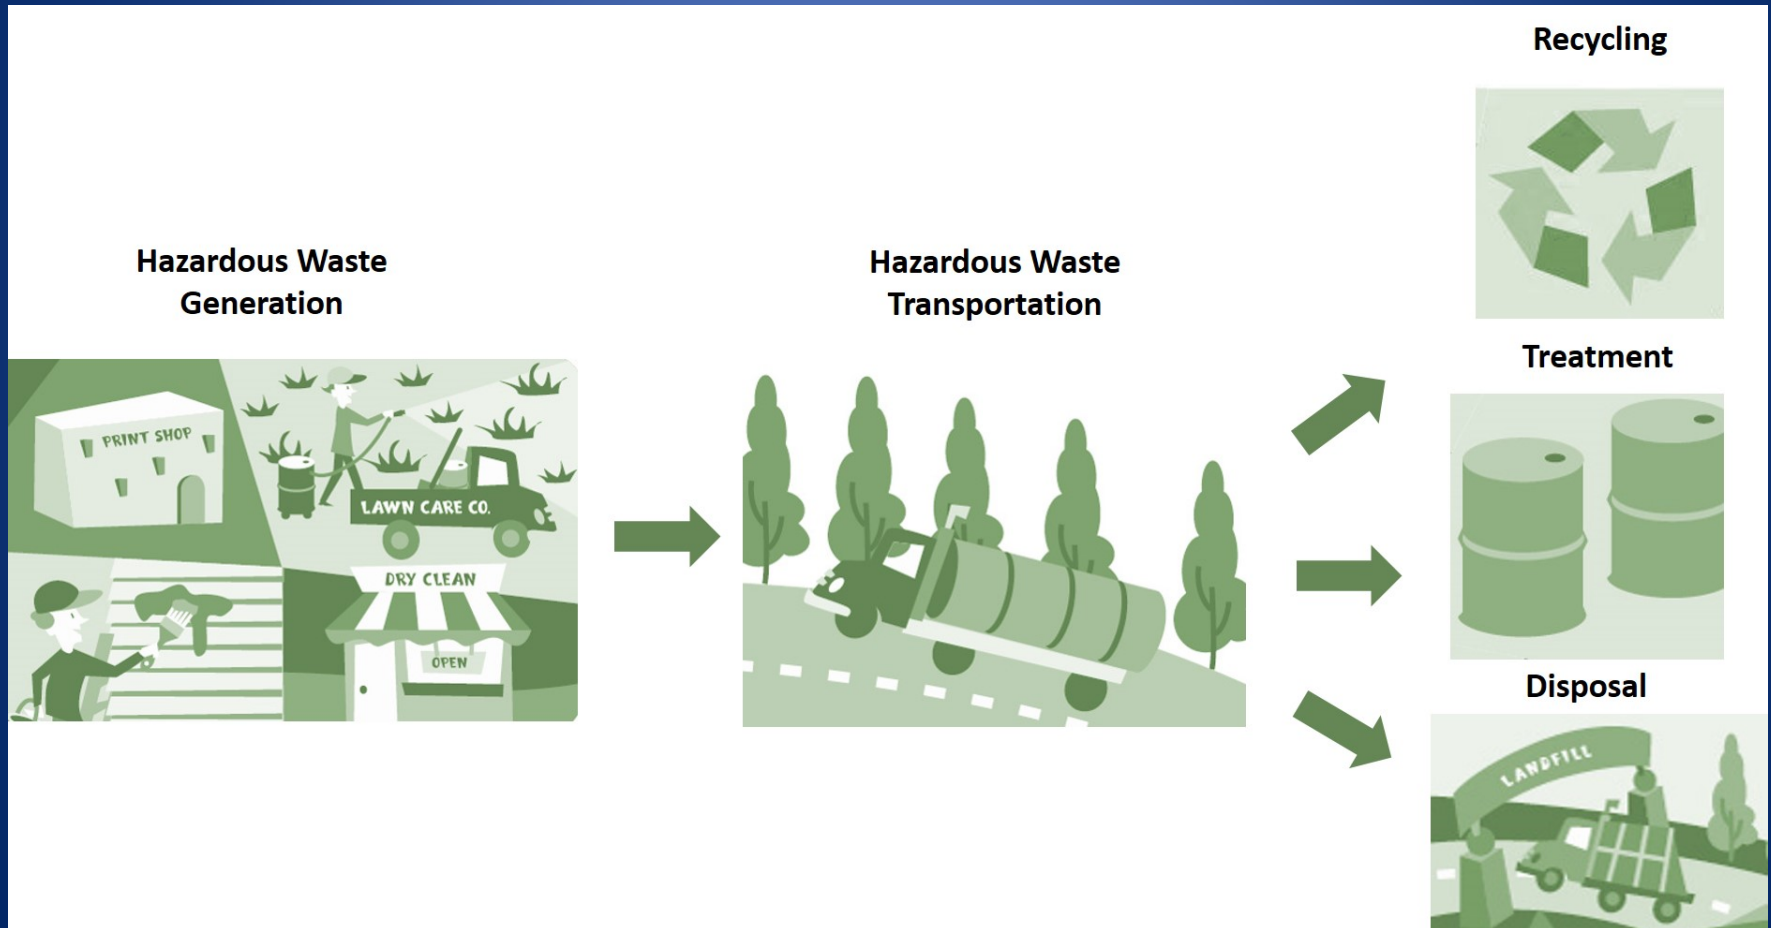 Hazardous Waste
Generation
PRINT SHOP
LAWN CARE CO.
DRY CLEAN
OPEN
Hazardous Waste
Transportation
Recycling
Treatment
Disposal
LANDFILL